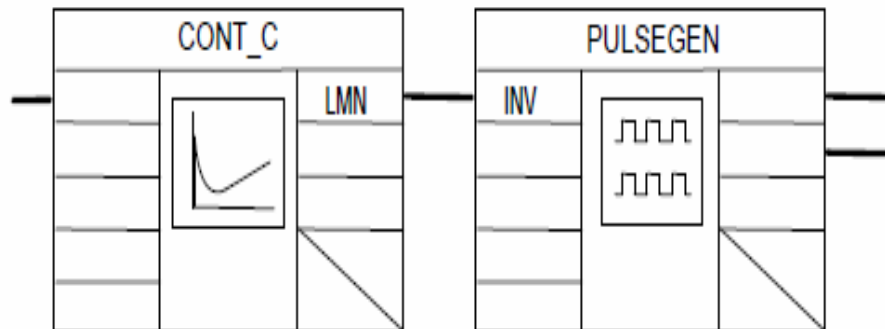 CONT_C
PULSEGEN
LMN
INV